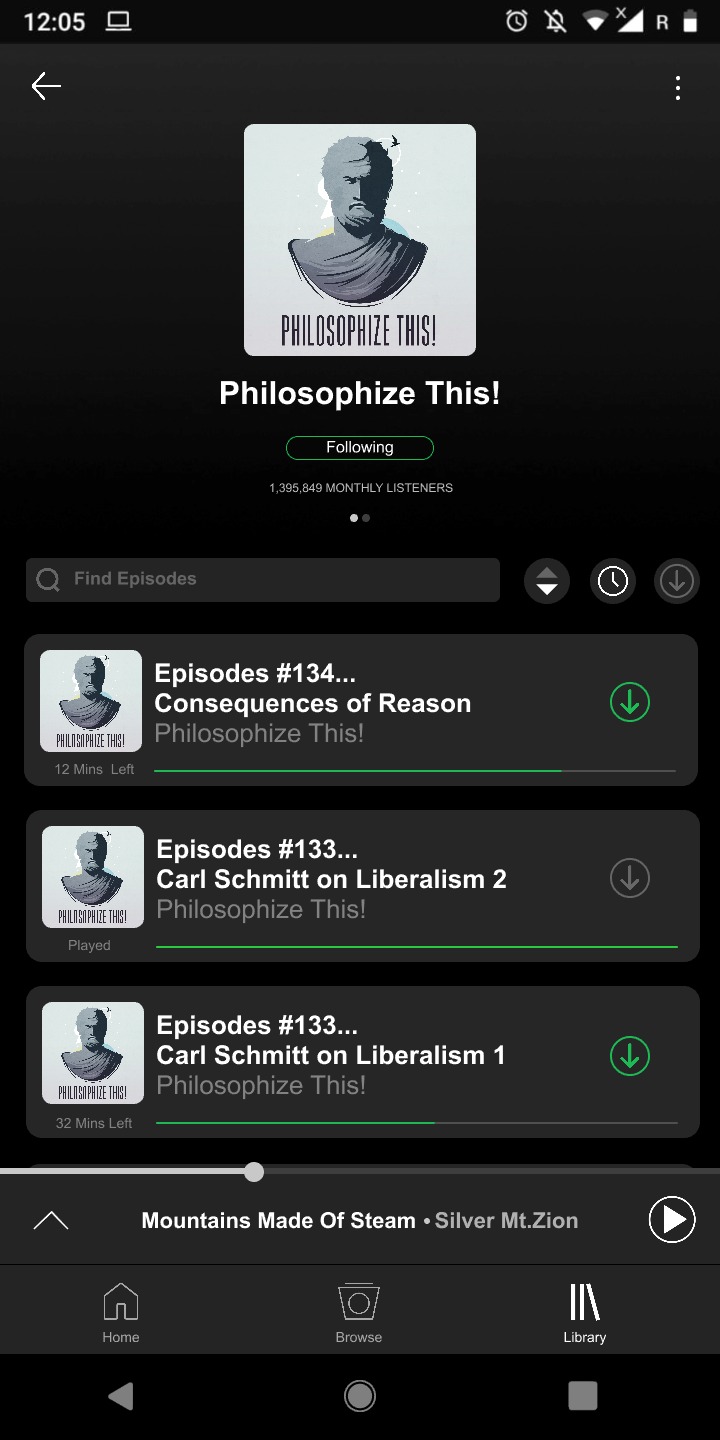 12:05
R
PHILOSOPHIZE THIS!
Philosophize This!
Following
1,395,849 MONTHLY LISTENERS
Find Episodes
Episodes #134...
Consequences of Reason
Philosophize This!
PHILOSOPHIZE THIS!
12 Mins Left
Episodes #133...
Carl Schmitt on Liberalism 2
Philosophize This!
PHILOSOPHIZE THIS!
Played
Episodes #133...
Carl Schmitt on Liberalism 1
Philosophize This!
PHILOSOPHIZE THIS!
32 Mins Left
Mountains Made Of Steam • Silver Mt.Zion
Home
Browse
Library